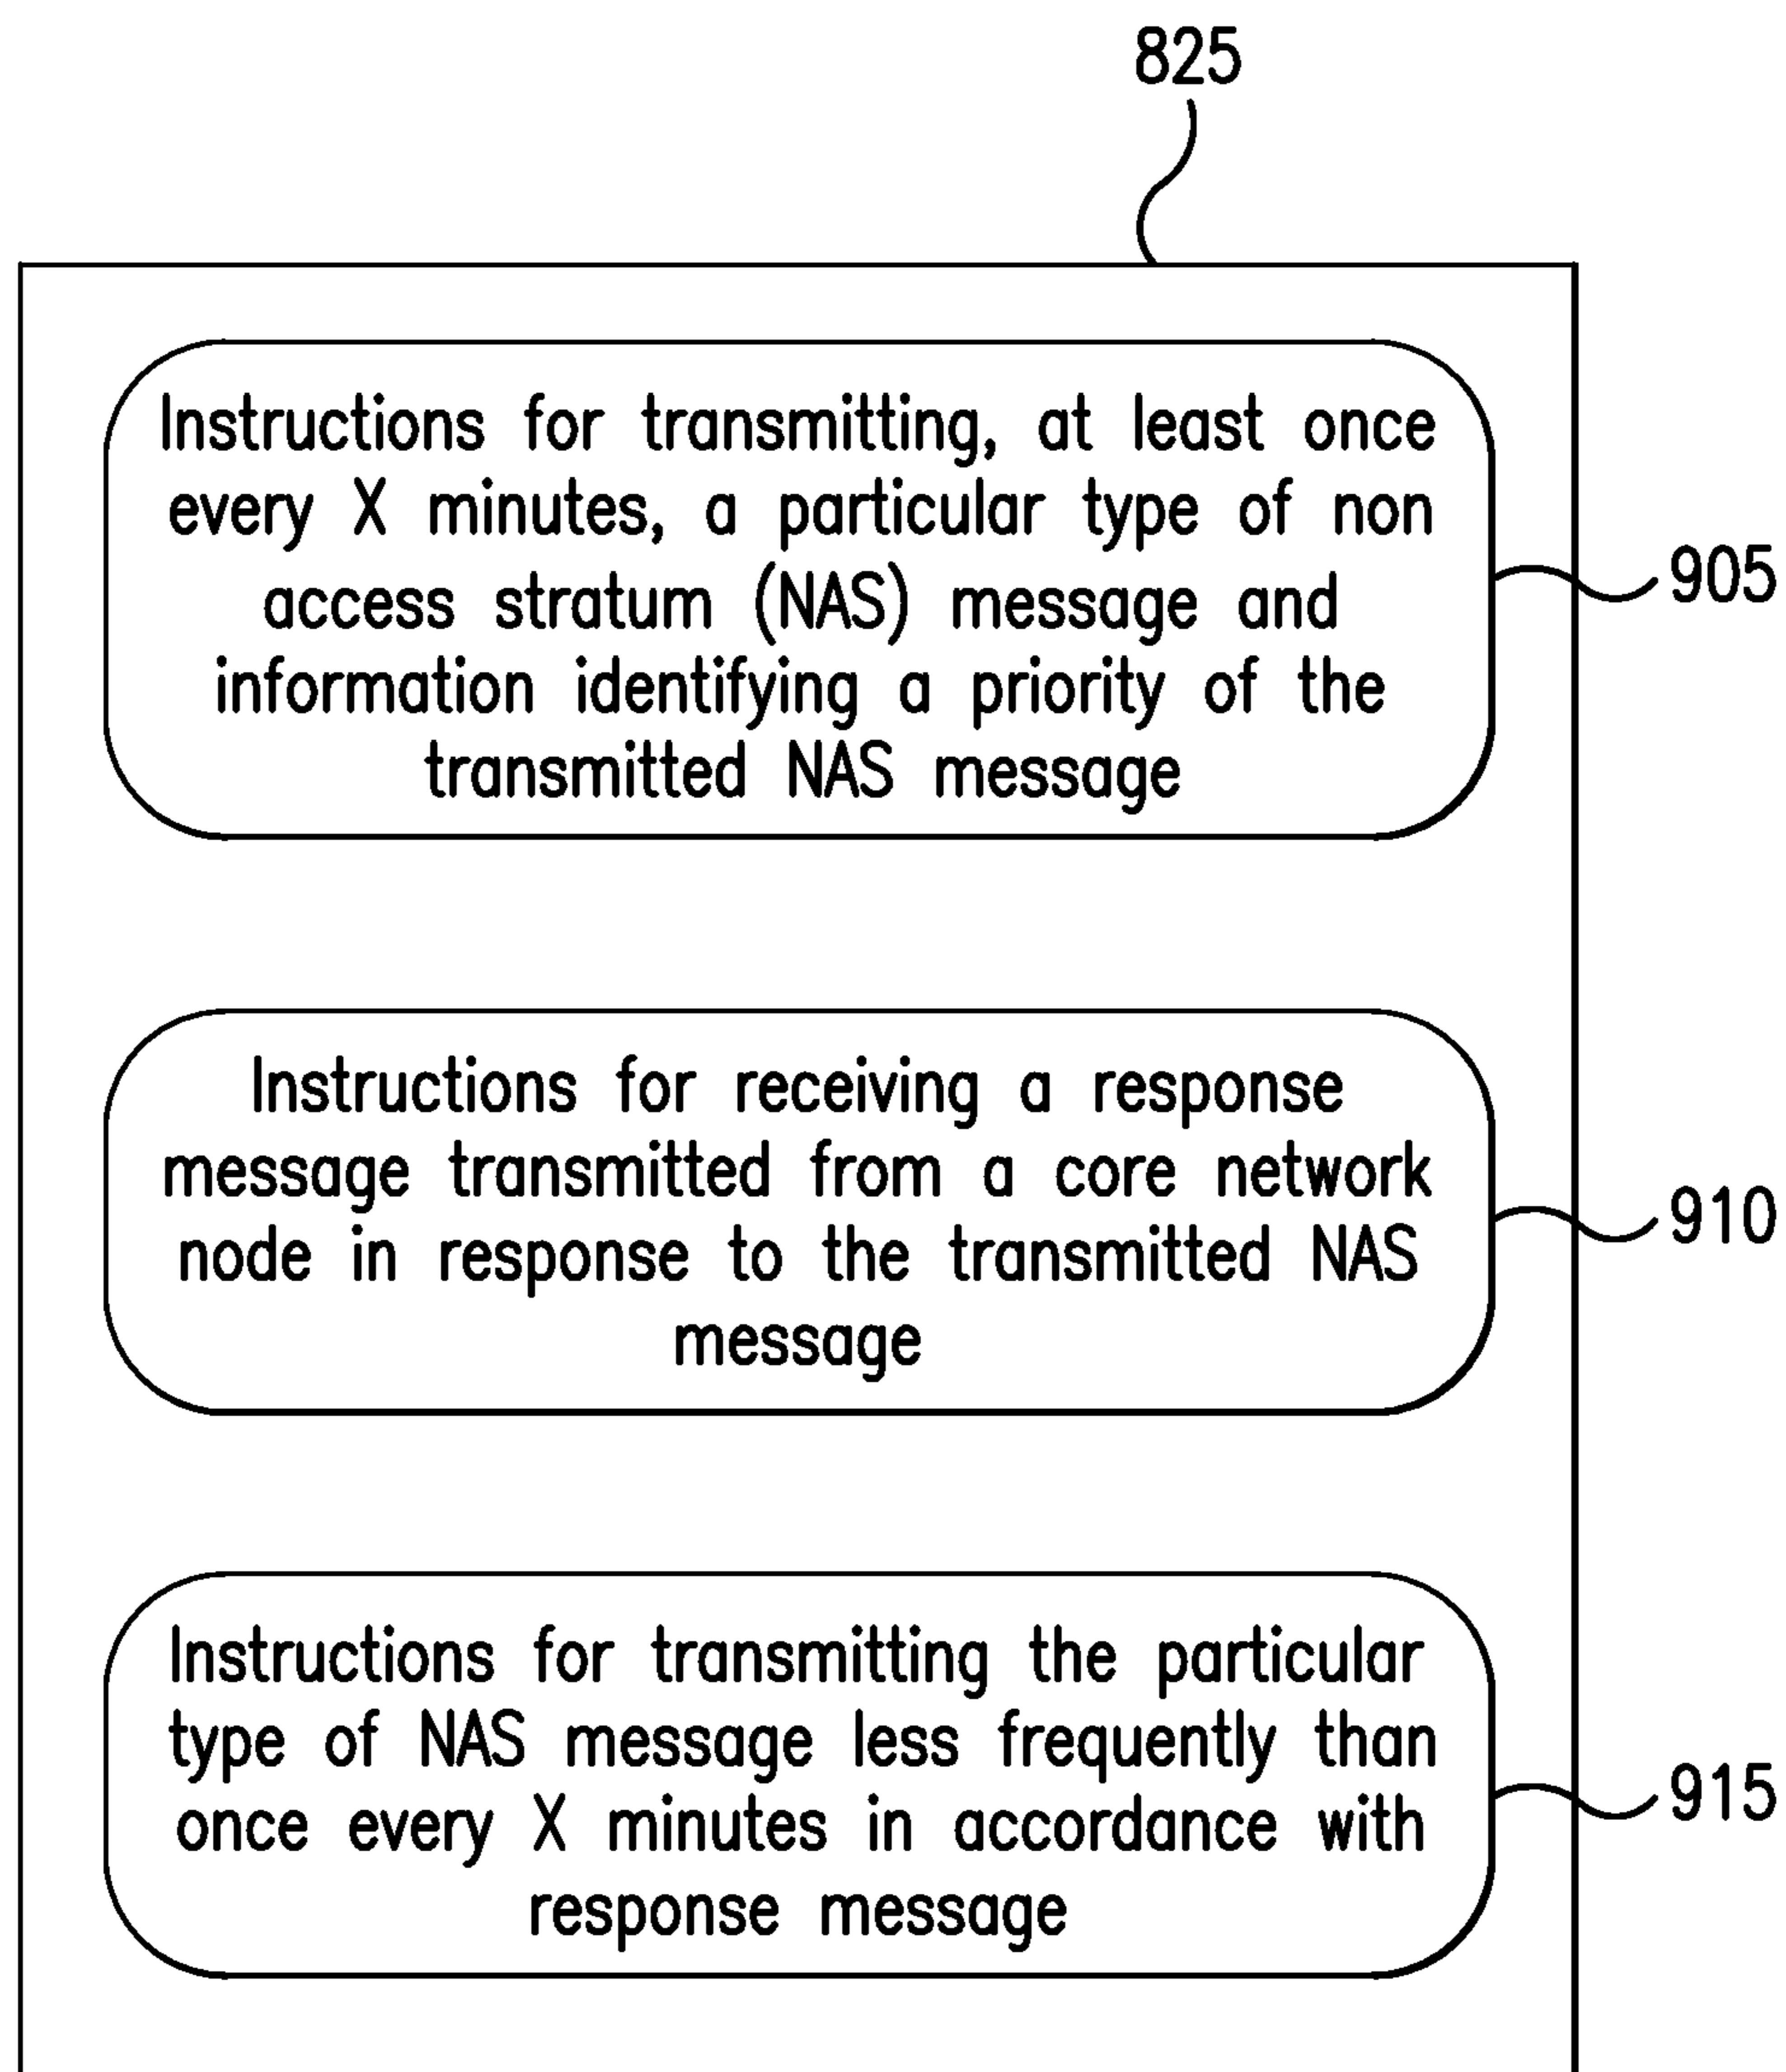 825
Instructions for transmitting, at least once
every X minutes, a particular type of non
access stratum (NAS) message and
information identifying a priority of the
transmitted NAS message
905
Instructions for receiving a response
message transmitted from a core network
node in response to the transmitted NAS
message
910
Instructions for transmitting the particular
type of NAS message less frequently than
once every X minutes in accordance with
response message
915